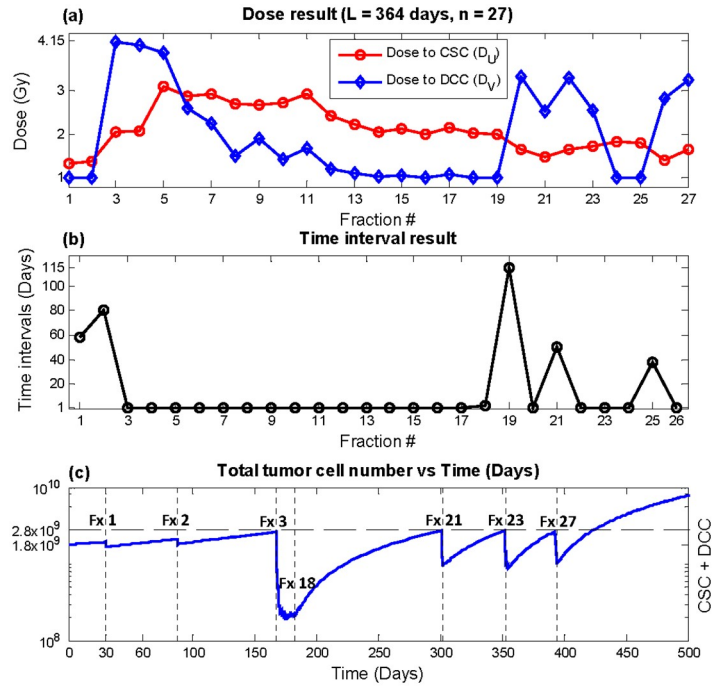 (a) Dose result (L = 364 days, n = 27)
4.15
3
2
1
Dose (Gy)
Dose to CSC (D_U)
Dose to DCC (D_V)
1 3 5 7 9 11 13 15 17 19 21 23 25 27
Fraction #
(b) Time interval result
115
100
80
60
40
20
1
Time intervals (Days)
1 3 5 7 9 11 13 15 17 19 21 23 25 26
Fraction #
(c) Total tumor cell number vs Time (Days)
10^10
2.8x10^9
1.8x10^9
10^8
Fx 1 Fx 2 Fx 3 Fx 21 Fx 23 Fx 27
Fx 18
CSC + DCC
0 30 50 100 150 200 250 300 350 400 450 500
Time (Days)